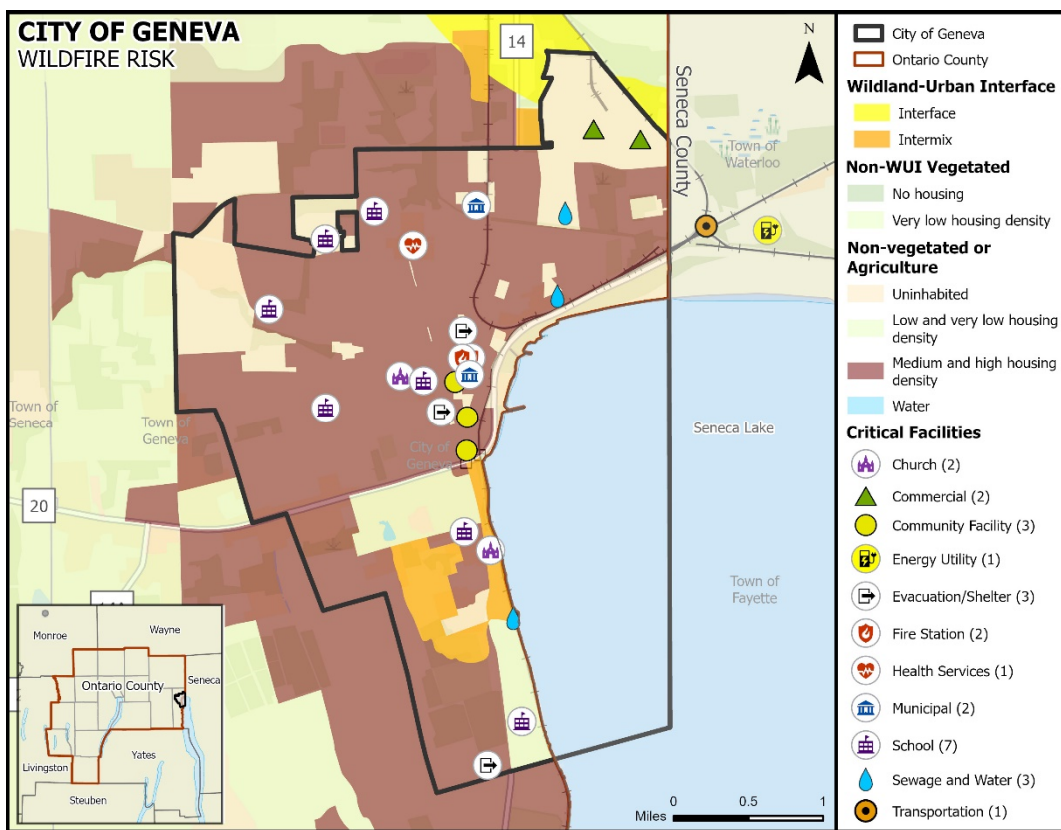 CITY OF GENEVA
WILDFIRE RISK
14
N
Seneca County
Town of
Waterloo
Town of
Seneca
Town of
Geneva
City of
Geneva
Seneca Lake
20
Town of
Fayette
Monroe
Wayne
Ontario County
Seneca
Livingston
Yates
Steuben
0 0.5 1
Miles
City of Geneva
Ontario County
Wildland-Urban Interface
Interface
Intermix
Non-WUI Vegetated
No housing
Very low housing density
Non-vegetated or
Agriculture
Uninhabited
Low and very low housing
density
Medium and high housing
density
Water
Critical Facilities
Church (2)
Commercial (2)
Community Facility (3)
Energy Utility (1)
Evacuation/Shelter (3)
Fire Station (2)
Health Services (1)
Municipal (2)
School (7)
Sewage and Water (3)
Transportation (1)